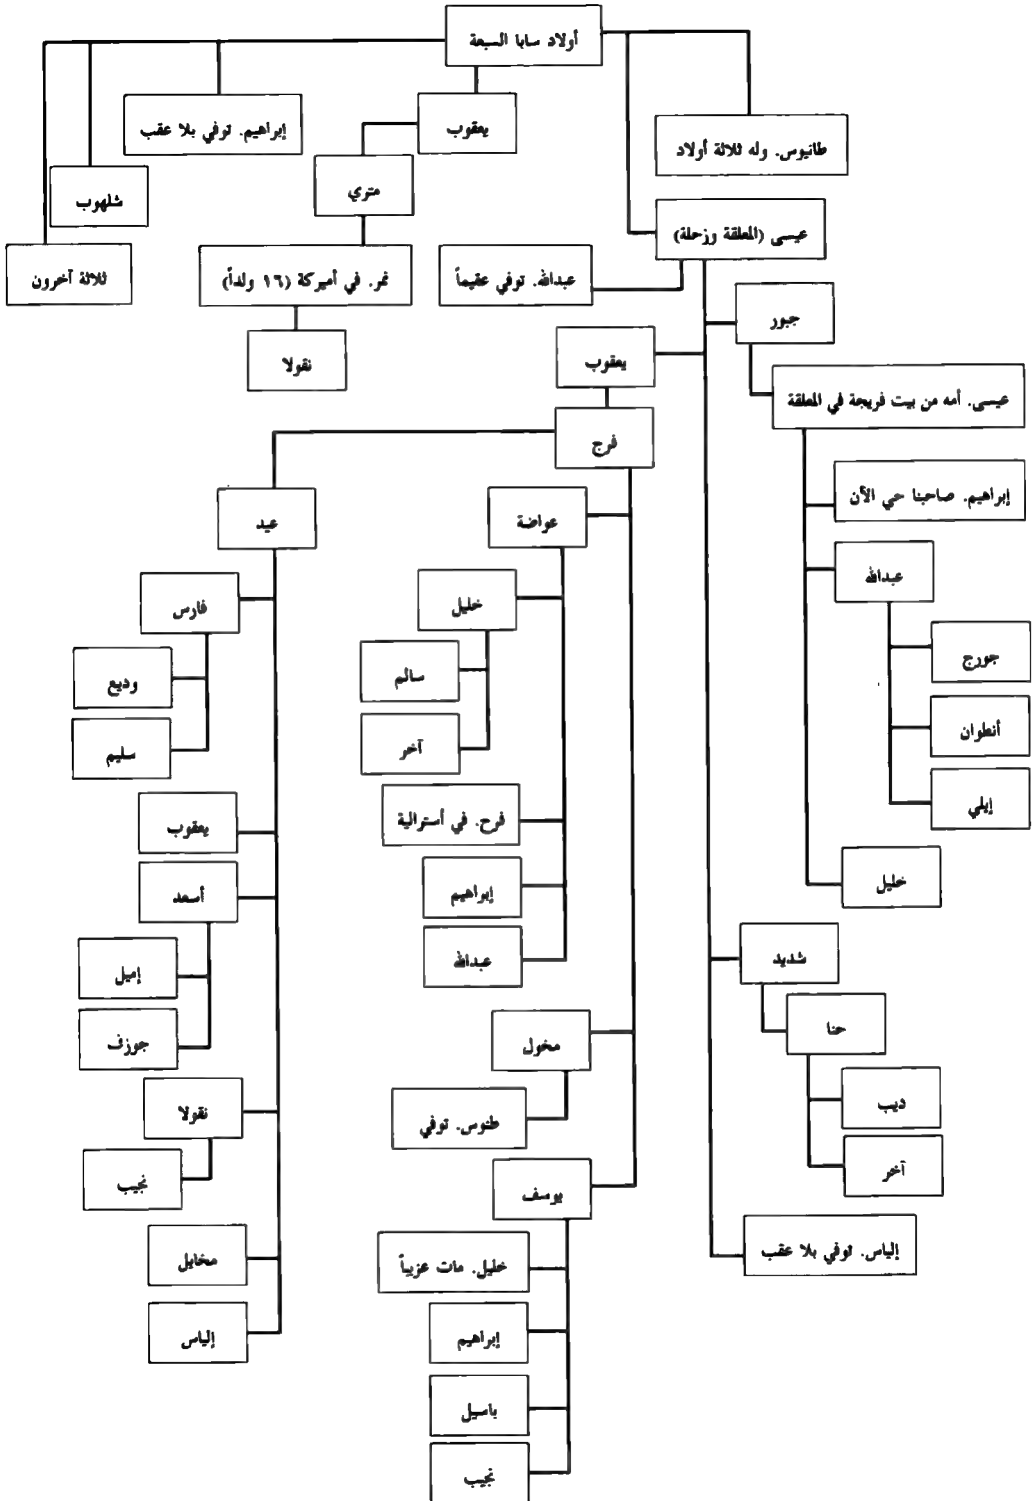 أولاد سابا السبعة
طانيوس. وله ثلاثة أولاد
عيسى (المعلقة وزحلة)
عبدالله. توفي عقيماً
جبور
عيسى. أمه من بيت فريجة في المعلقة
إبراهيم. صاحبنا حي الآن
عبدالله
جورج
أنطوان
إيلي
خليل
شديد
حنا
ديب
آخر
إلياس. توفي بلا عقب
يعقوب
فرج
عواضة
خليل
سالم
آخر
فرح. في أسترالية
إبراهيم
عبدالله
مخول
طنوس. توفي
يوسف
خليل. مات عزيباً
إبراهيم
باسيل
نجيب
عيد
فارس
وديع
سليم
يعقوب
أسعد
إميل
جوزف
نقولا
نجيب
مخايل
إلياس
يعقوب
متري
نمر. في أميركة (١٦ ولداً)
نقولا
إبراهيم. توفي بلا عقب
شلهوب
ثلاثة آخرون